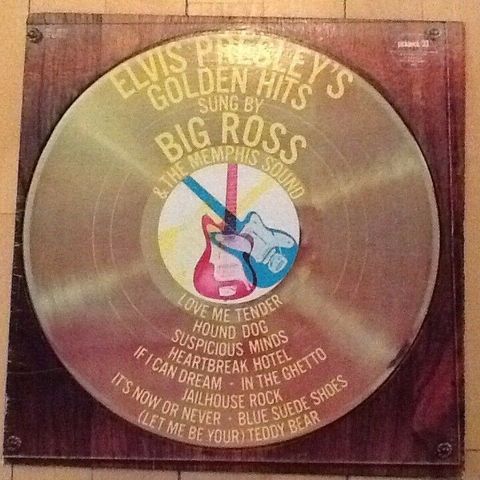 pickwick/33
ELVIS PRESLEY'S
GOLDEN HITS
SUNG BY
BIG ROSS
& THE MEMPHIS SOUND
LOVE ME TENDER
HOUND DOG
SUSPICIOUS MINDS
HEARTBREAK HOTEL
IF I CAN DREAM - IN THE GHETTO
JAILHOUSE ROCK
IT'S NOW OR NEVER - BLUE SUEDE SHOES
(LET ME BE YOUR) TEDDY BEAR